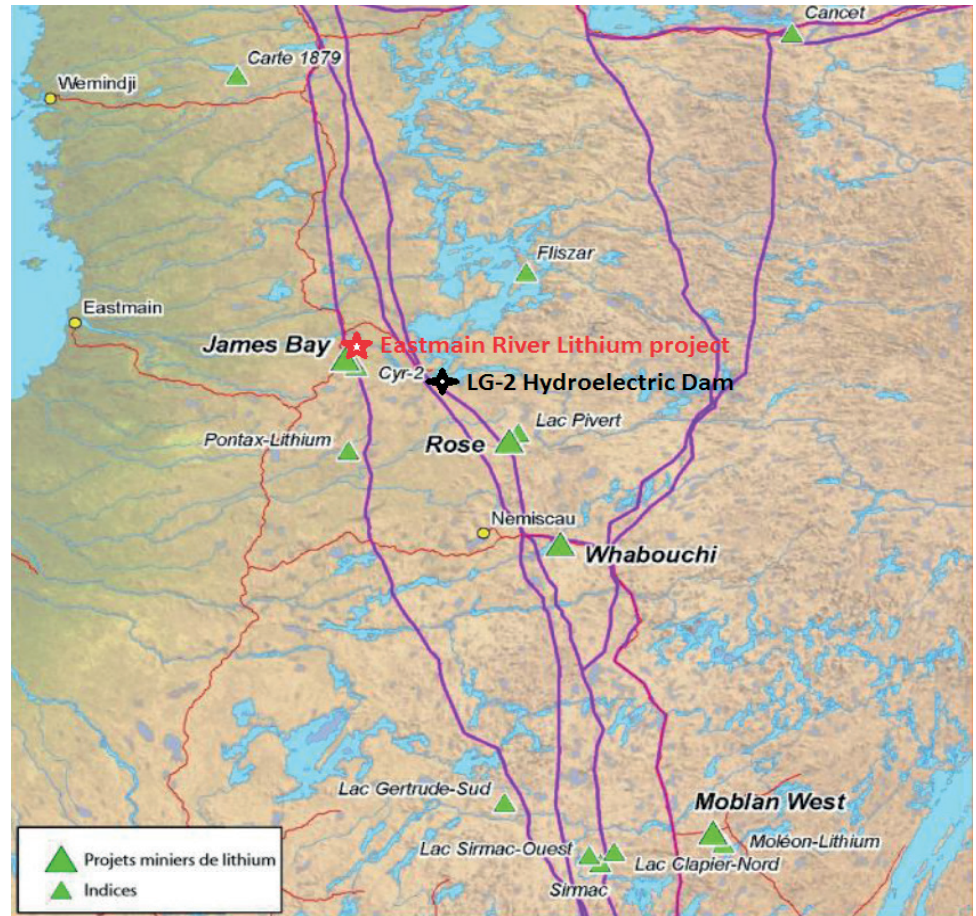 Cancet
Carte 1879
Wemindji
Fliszar
Eastmain
James Bay
Eastmain River Lithium project
Cyr-2
LG-2 Hydroelectric Dam
Lac Pivert
Pontax-Lithium
Rose
Nemiscau
Whabouchi
Lac Gertrude-Sud
Moblan West
Lac Sirmac-Ouest
Moléon-Lithium
Lac Clapier-Nord
Sirmac
Projets miniers de lithium
Indices